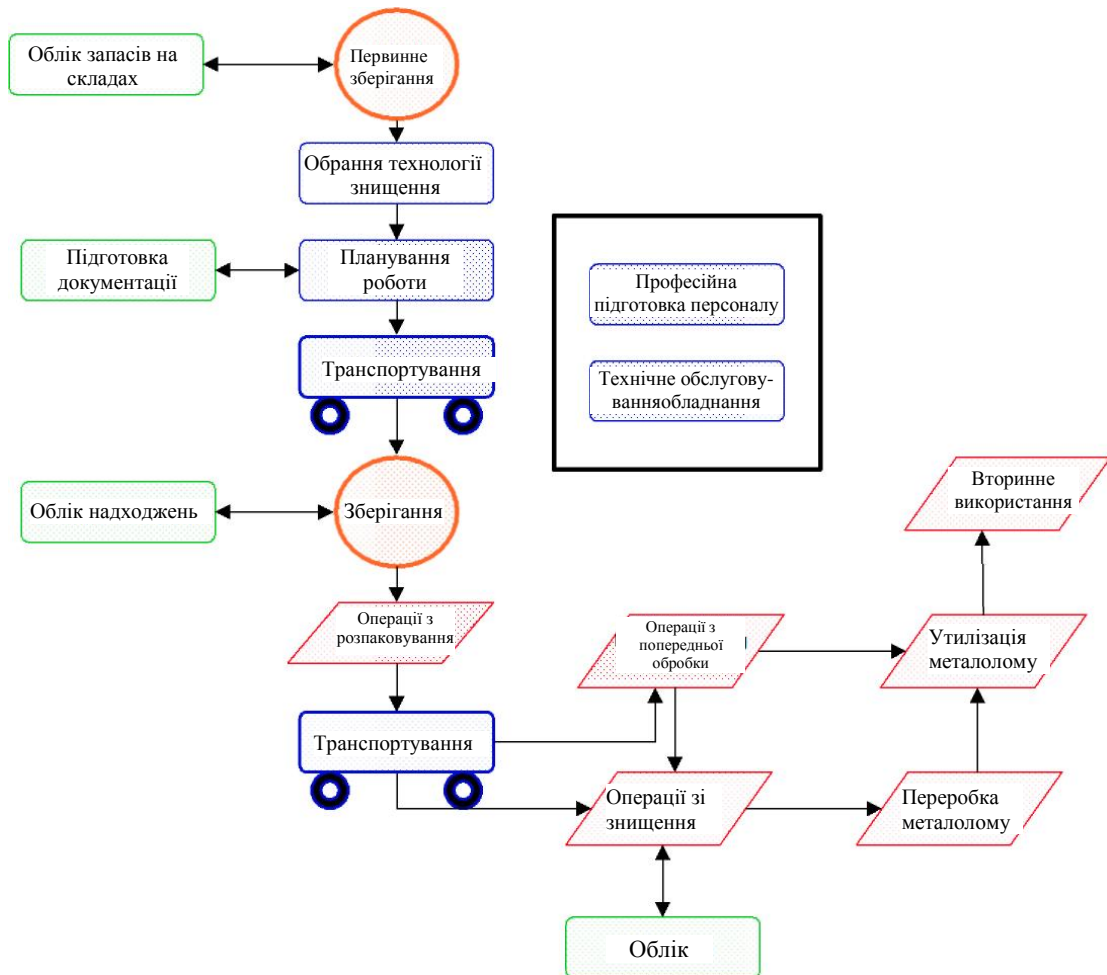 Облік запасів на
складах
Первинне
зберігання
Обрання технології
знищення
Підготовка
документації
Планування
роботи
Професійна
підготовка персоналу
Транспортування
Технічне обслугову-
ванняобладнання
Облік надходжень
Зберігання
Вторинне
використання
Операції з
розпаковування
Операції з
попередньої
обробки
Утилізація
металолому
Транспортування
Операції зі
знищення
Переробка
металолому
Облік